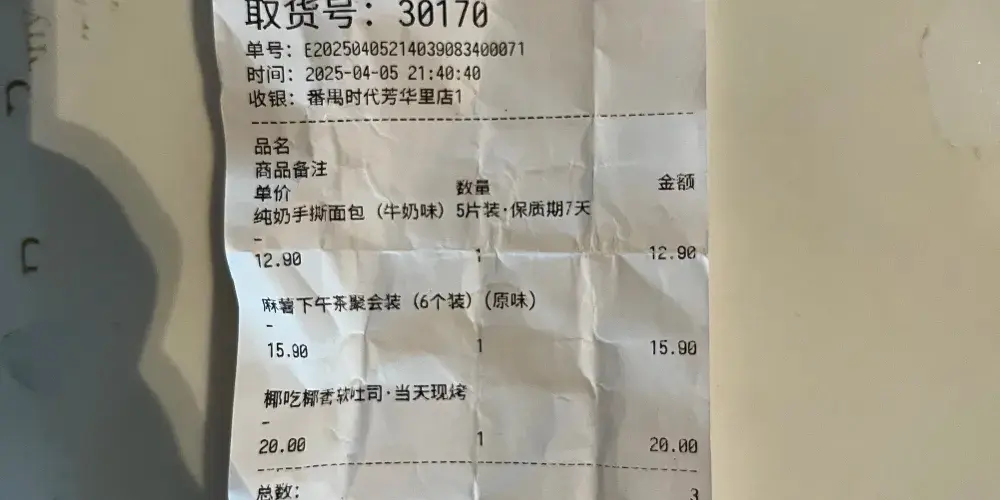 取货号：30170
单号：E20250405214039083400071
时间：2025-04-05 21:40:40
收银：番禺时代芳华里店1
品名
商品备注
单价 数量 金额
纯奶手撕面包（牛奶味）5片装·保质期7天
-
12.90 1 12.90
麻薯下午茶聚会装（6个装）(原味）
-
15.90 1 15.90
椰吃椰香软吐司·当天现烤
-
20.00 1 20.00
总数： 3